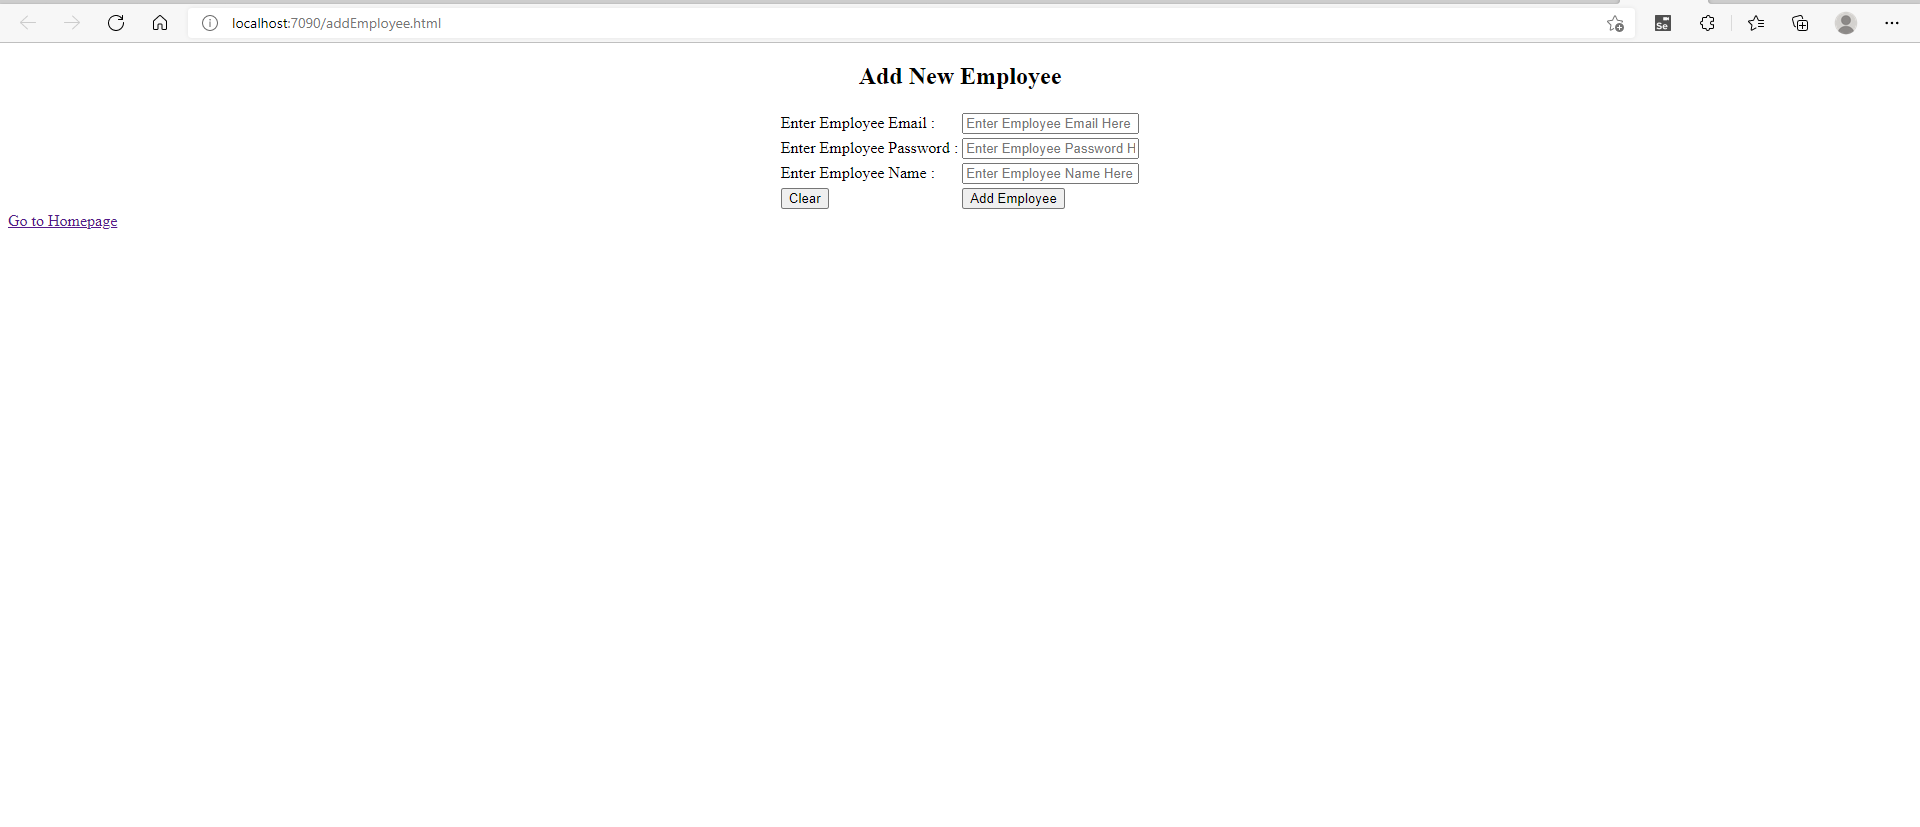 localhost:7090/addEmployee.html
Se
Add New Employee
Enter Employee Email : Enter Employee Email Here
Enter Employee Password : Enter Employee Password H
Enter Employee Name : Enter Employee Name Here
Clear Add Employee
Go to Homepage